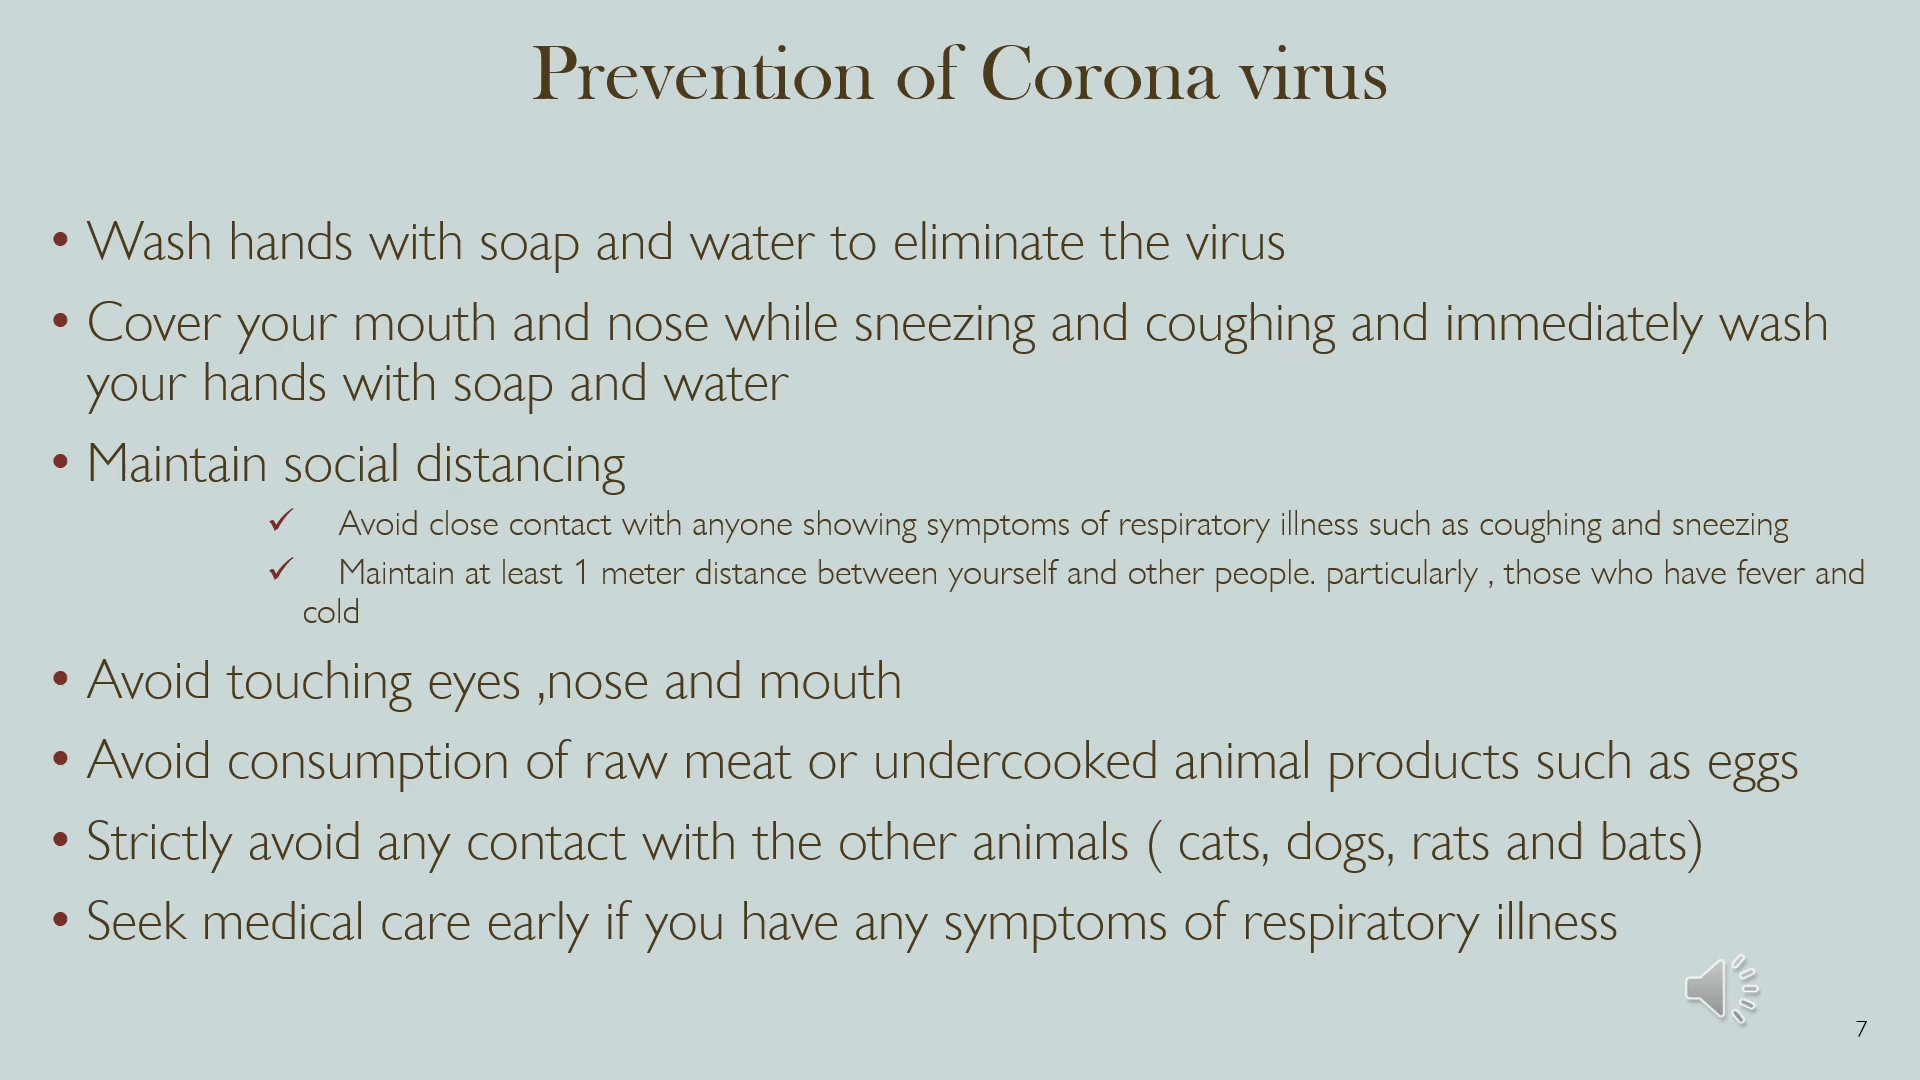 Prevention of Corona virus
• Wash hands with soap and water to eliminate the virus
• Cover your mouth and nose while sneezing and coughing and immediately wash
your hands with soap and water
• Maintain social distancing
✓ Avoid close contact with anyone showing symptoms of respiratory illness such as coughing and sneezing
✓ Maintain at least 1 meter distance between yourself and other people. particularly , those who have fever and
cold
• Avoid touching eyes ,nose and mouth
• Avoid consumption of raw meat or undercooked animal products such as eggs
• Strictly avoid any contact with the other animals ( cats, dogs, rats and bats)
• Seek medical care early if you have any symptoms of respiratory illness
7